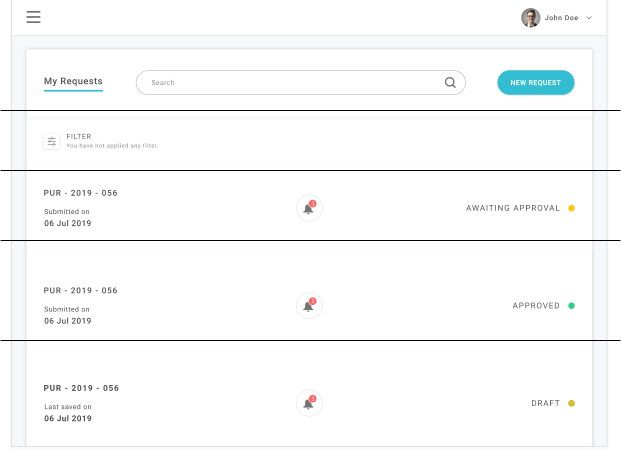 John Doe
My Requests
Search
NEW REQUEST
FILTER
You have not applied any filter.
PUR - 2019 - 056
Submitted on
06 Jul 2019
3
AWAITING APPROVAL
PUR - 2019 - 056
Submitted on
06 Jul 2019
3
APPROVED
PUR - 2019 - 056
Last saved on
06 Jul 2019
3
DRAFT